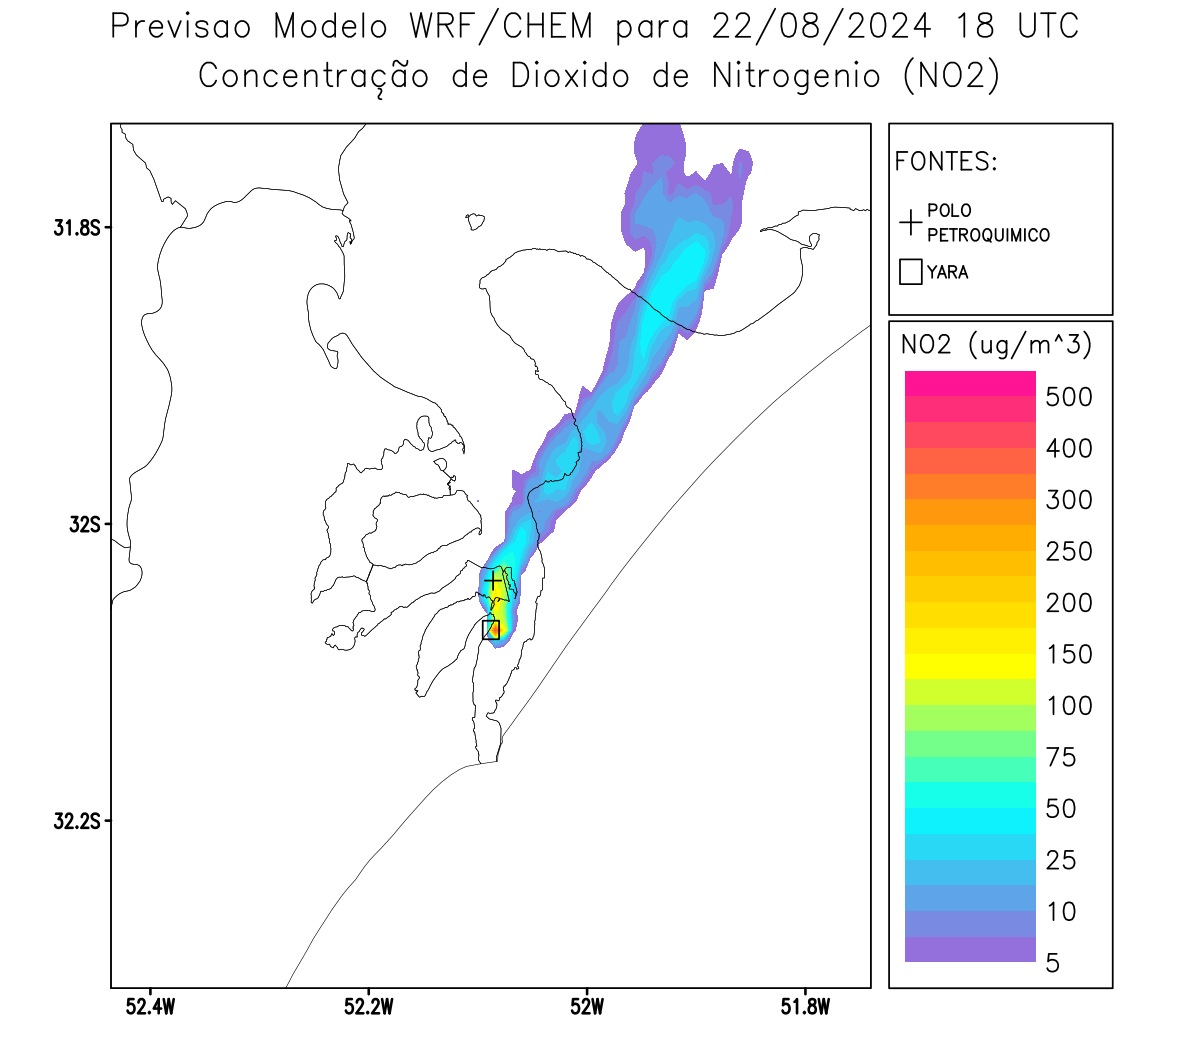 Previsao Modelo WRF/CHEM para 22/08/2024 18 UTC
Concentração de Dioxido de Nitrogenio (NO2)
FONTES:
POLO
PETROQUIMICO
YARA
NO2 (ug/m^3)
500
400
300
250
200
150
100
75
50
25
10
5
31.8S
32S
32.2S
52.4W
52.2W
52W
51.8W